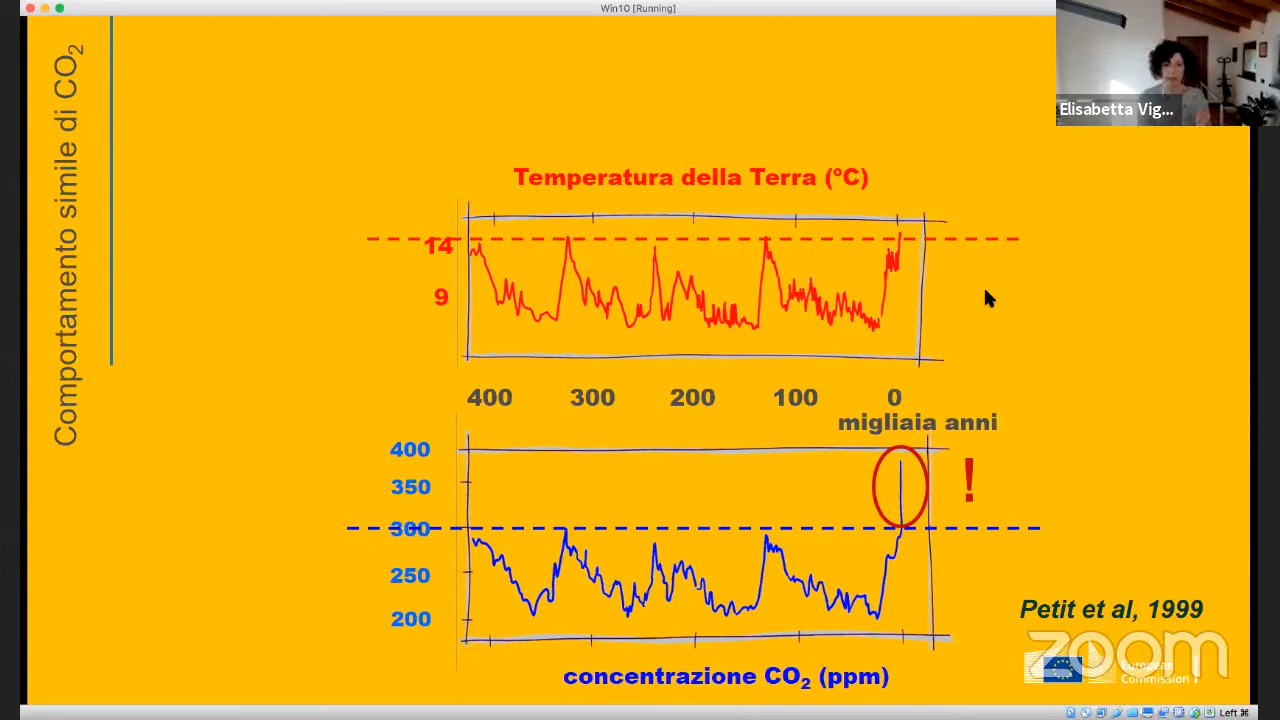 Win10 [Running]
Elisabetta Vig...
Comportamento simile di CO2
Temperatura della Terra (°C)
14
9
400 300 200 100 0
migliaia anni
400
350
300
250
200
!
Petit et al, 1999
zoom
European
Commission
concentrazione CO2 (ppm)
Left ⌘